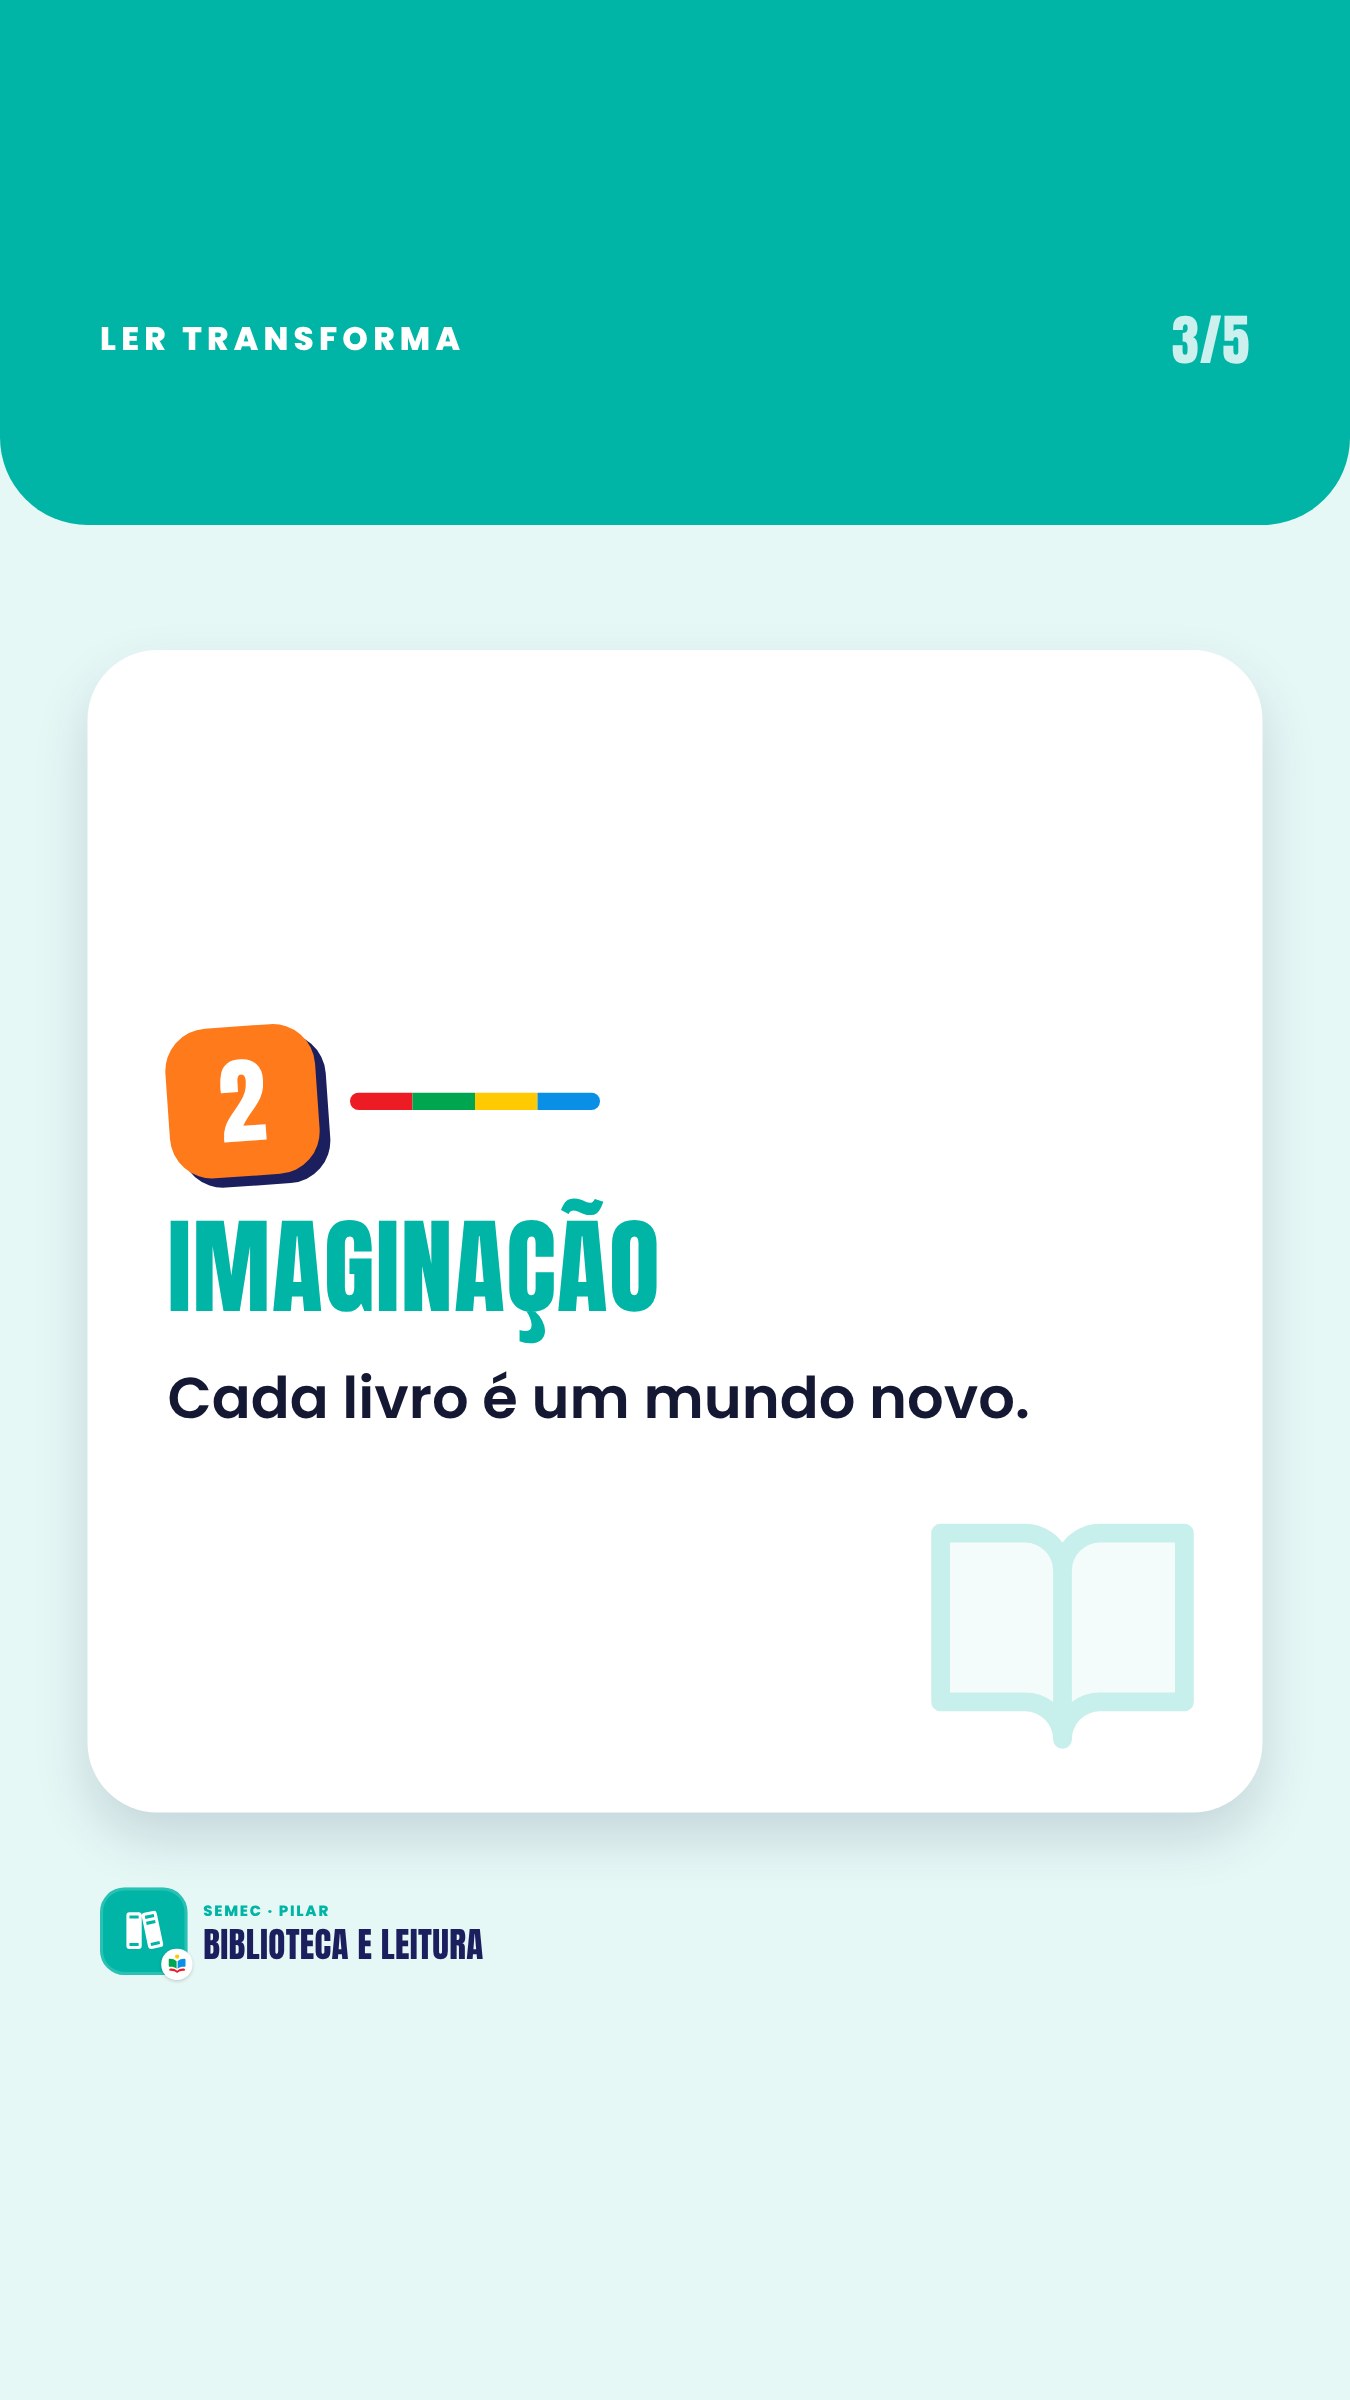 LER TRANSFORMA
3/5
2
IMAGINAÇÃO
Cada livro é um mundo novo.
SEMEC · PILAR
BIBLIOTECA E LEITURA